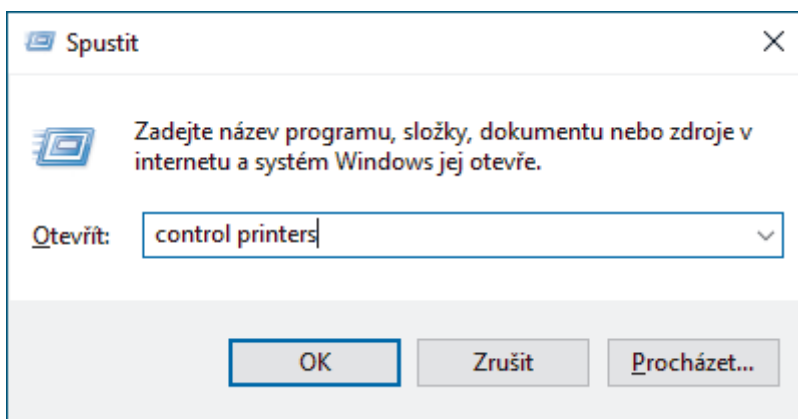 Spustit
Zadejte název programu, složky, dokumentu nebo zdroje v
internetu a systém Windows jej otevře.
Otevřít: control printers
OK Zrušit Procházet...